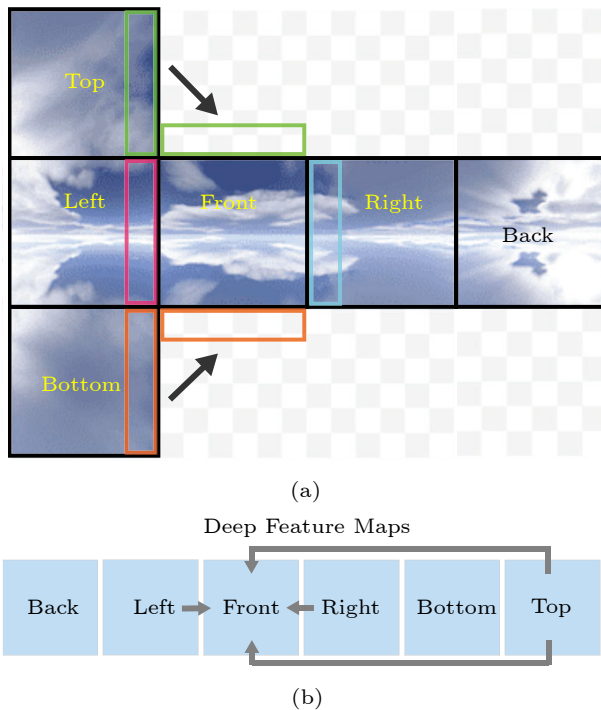 Top
Left Front Right
Back
Bottom
(a)
Deep Feature Maps
Back Left Front Right Bottom Top
(b)